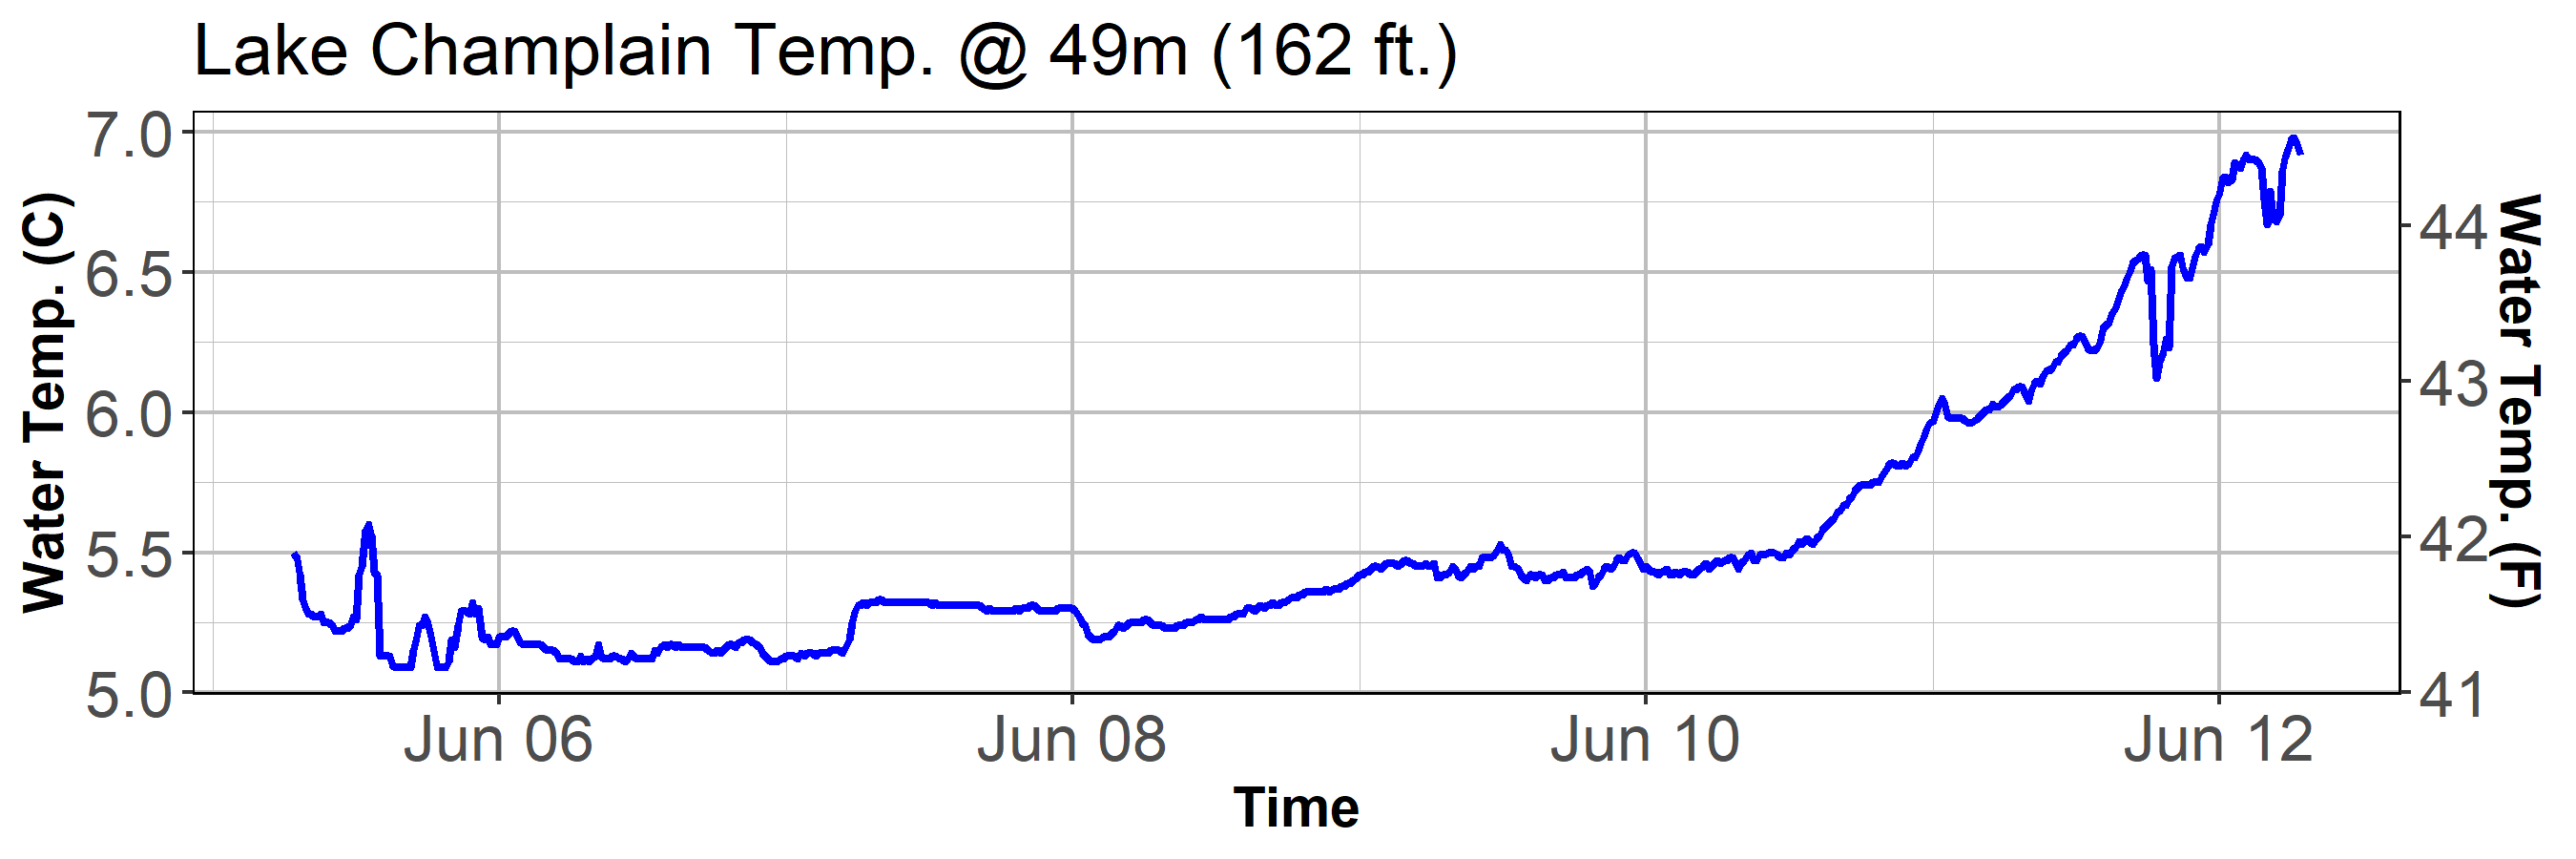 Lake Champlain Temp. @ 49m (162 ft.)
Water Temp. (C)
7.0
6.5
6.0
5.5
5.0
44
43
42
41
Water Temp. (F)
Jun 06 Jun 08 Jun 10 Jun 12
Time